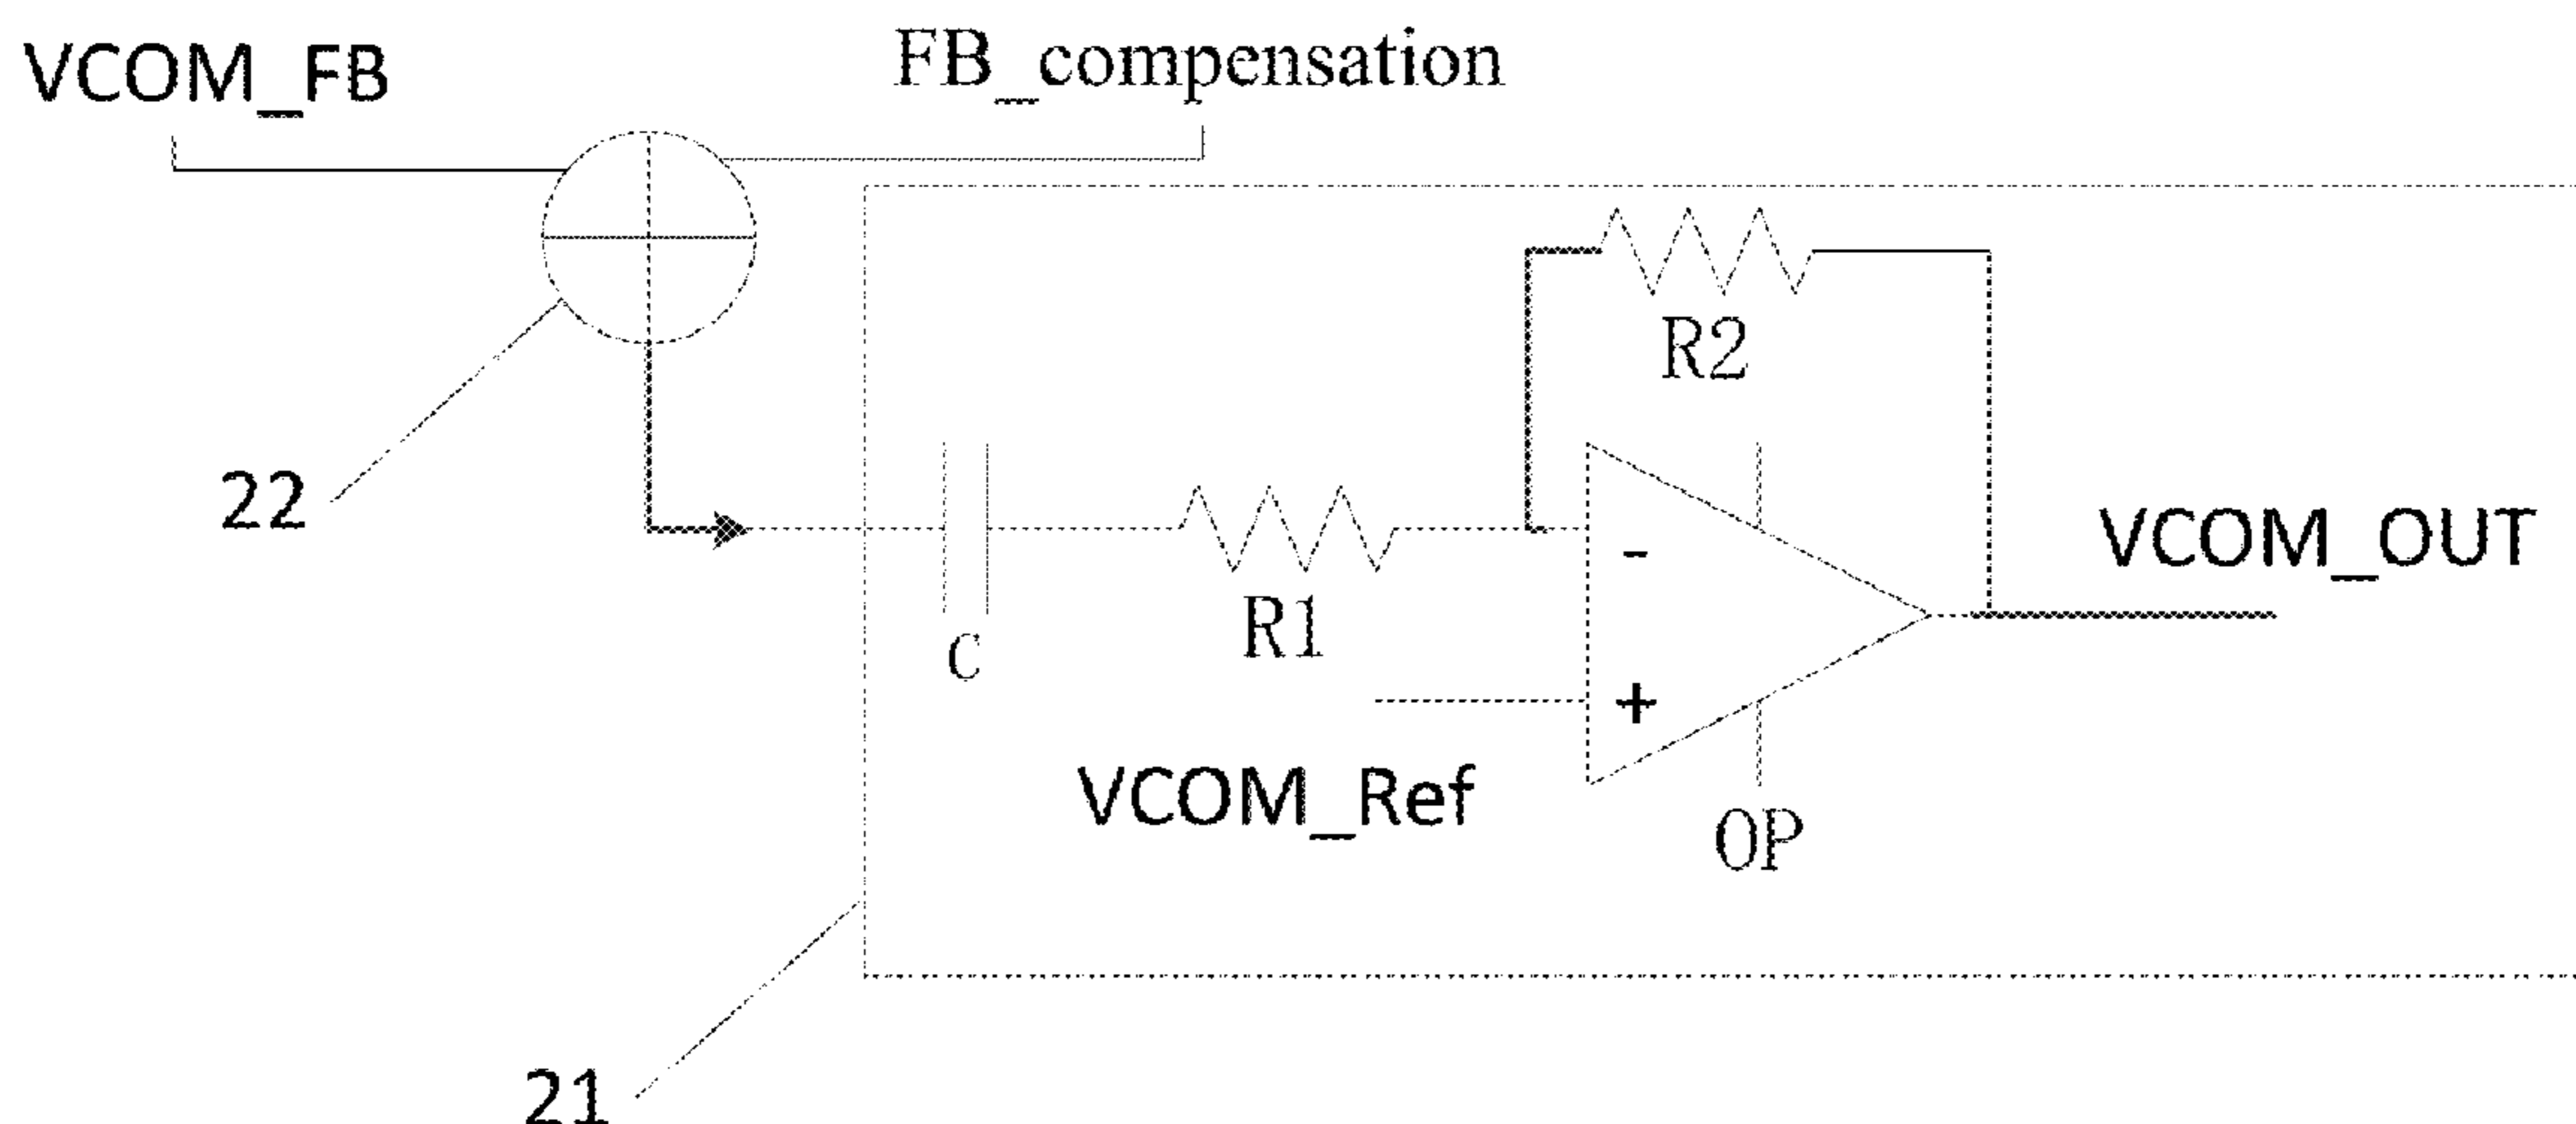 VCOM_FB
FB_compensation
R2
22
VCOM_OUT
-
R1
C
+
VCOM_Ref
OP
21